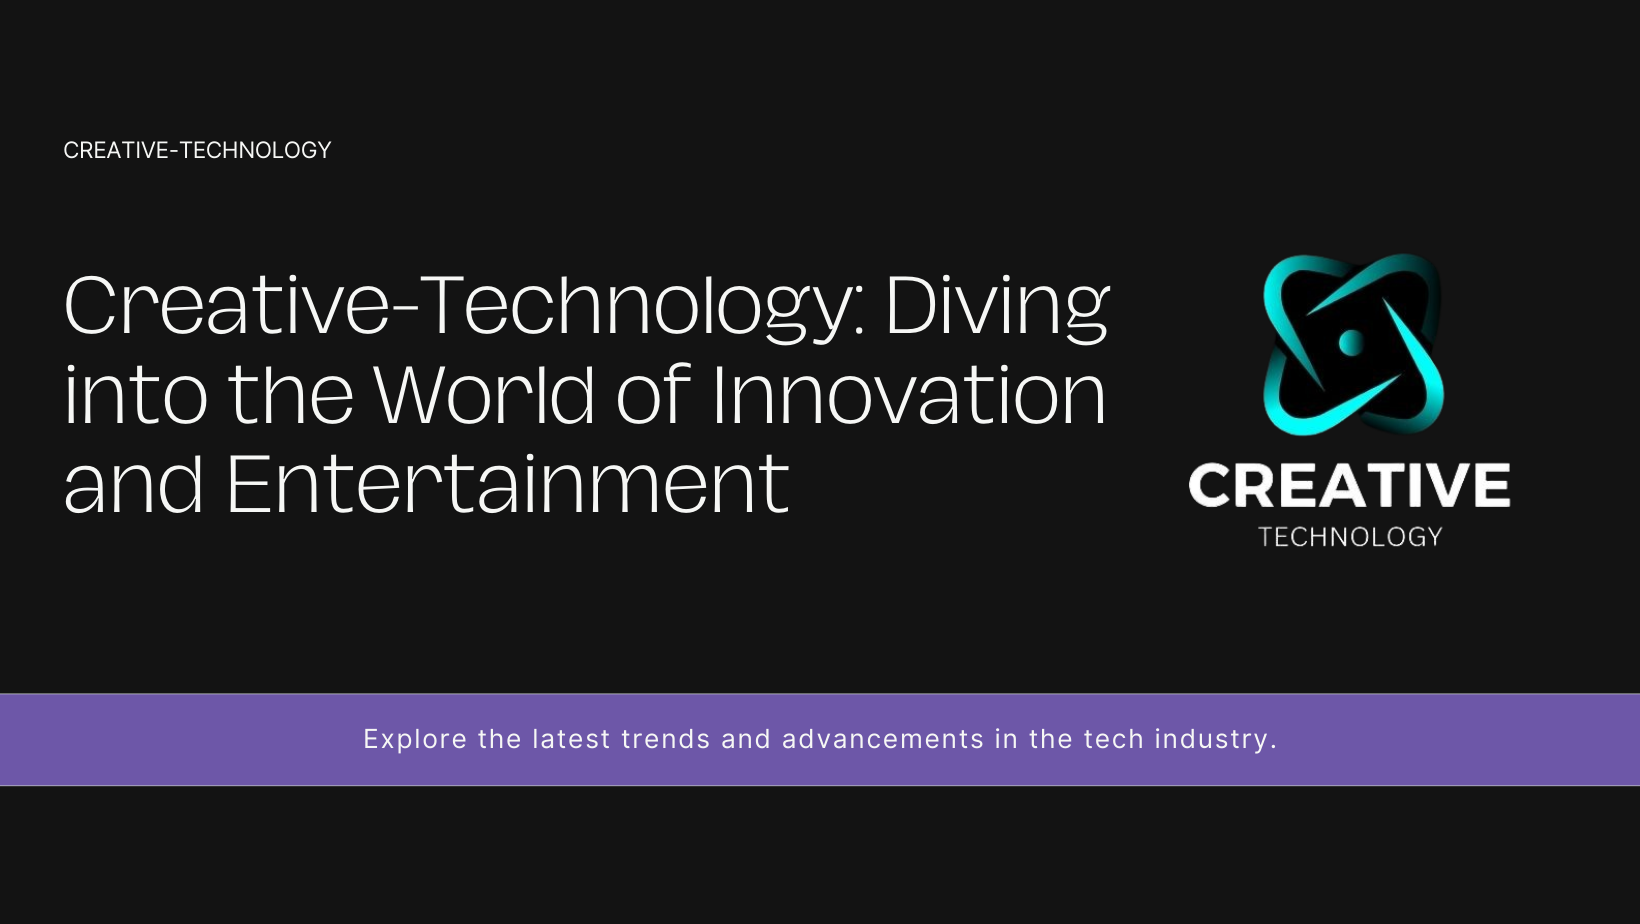 CREATIVE-TECHNOLOGY
Creative-Technology: Diving
into the World of Innovation
and Entertainment
CREATIVE
TECHNOLOGY
Explore the latest trends and advancements in the tech industry.